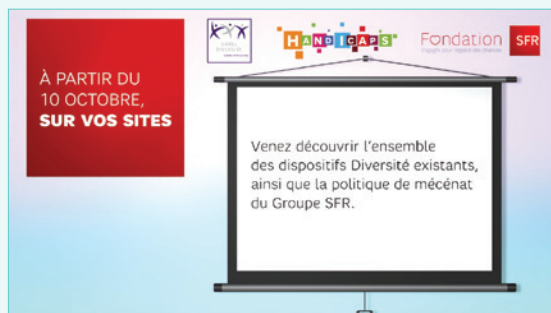 À PARTIR DU
10 OCTOBRE,
SUR VOS SITES
HANDICAPS
Fondation
SFR
Venez découvrir l'ensemble
des dispositifs Diversité existants,
ainsi que la politique de mécénat
du Groupe SFR.